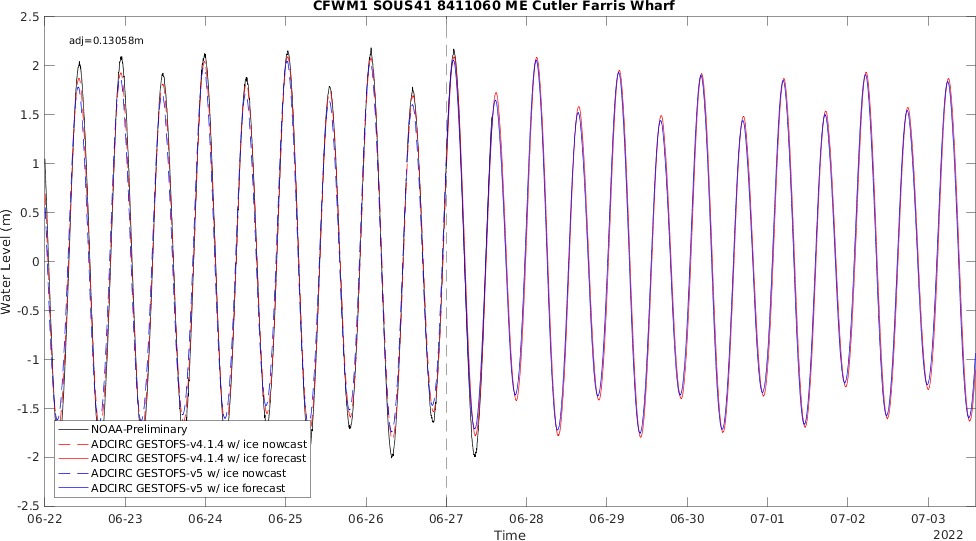 CFWM1 SOUS41 8411060 ME Cutler Farris Wharf
2.5
adj=0.13058m
2
1.5
1
0.5
0
-0.5
-1
-1.5
-2
-2.5
Water Level (m)
NOAA-Preliminary
ADCIRC GESTOFS-v4.1.4 w/ ice nowcast
ADCIRC GESTOFS-v4.1.4 w/ ice forecast
ADCIRC GESTOFS-v5 w/ ice nowcast
ADCIRC GESTOFS-v5 w/ ice forecast
06-22 06-23 06-24 06-25 06-26 06-27 06-28 06-29 06-30 07-01 07-02 07-03
Time
2022